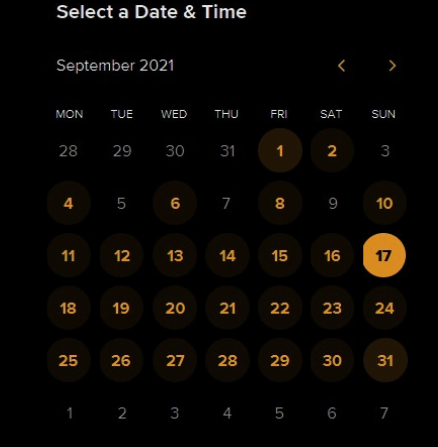 Select a Date & Time
September 2021
MON TUE WED THU FRI SAT SUN
28 29 30 31 1 2 3
4 5 6 7 8 9 10
11 12 13 14 15 16 17
18 19 20 21 22 23 24
25 26 27 28 29 30 31
1 2 3 4 5 6 7